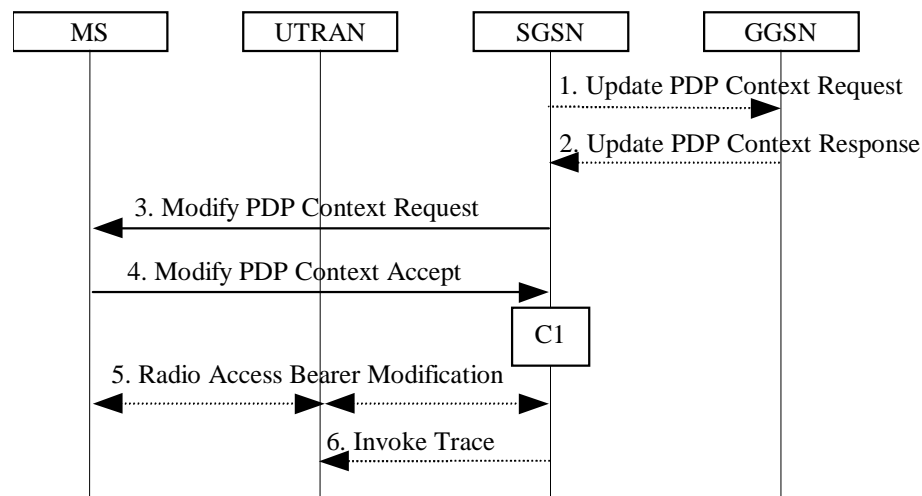 MS
UTRAN
SGSN
GGSN
1. Update PDP Context Request
2. Update PDP Context Response
3. Modify PDP Context Request
4. Modify PDP Context Accept
C1
5. Radio Access Bearer Modification
6. Invoke Trace